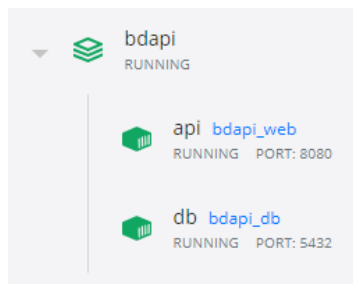 bdapi
RUNNING
api bdapi_web
RUNNING PORT: 8080
db bdapi_db
RUNNING PORT: 5432